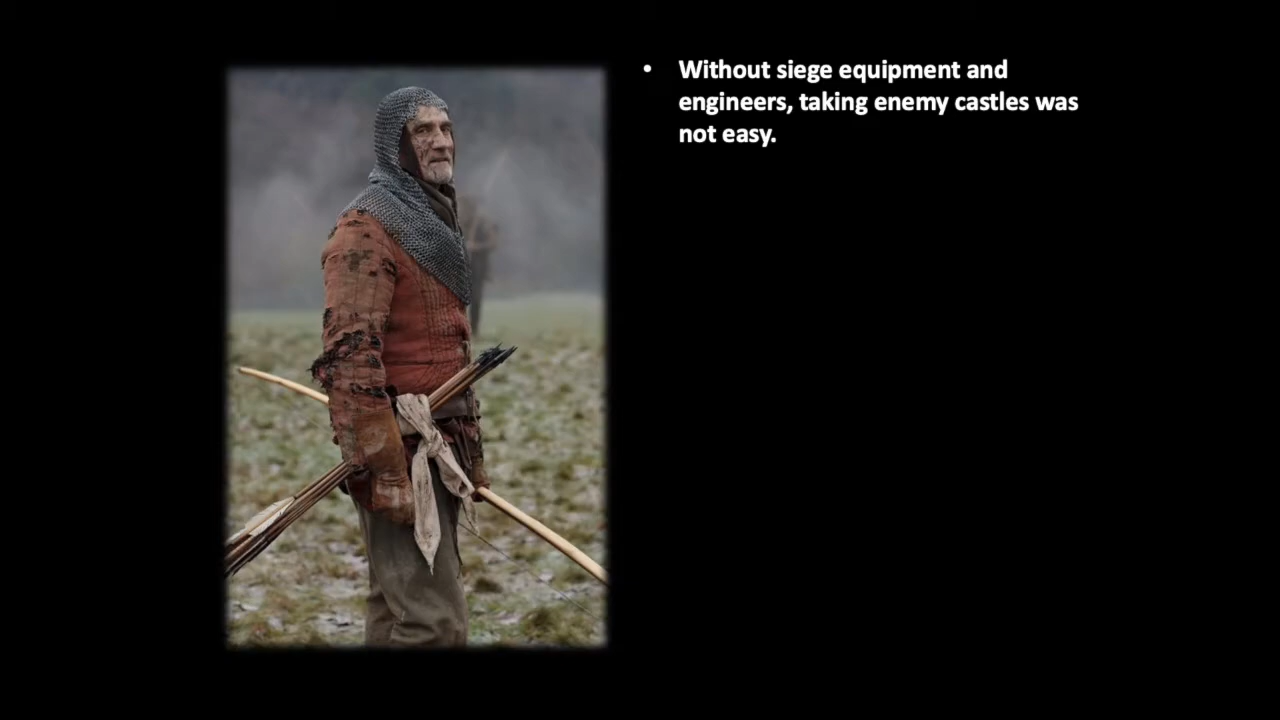 • Without siege equipment and
engineers, taking enemy castles was
not easy.